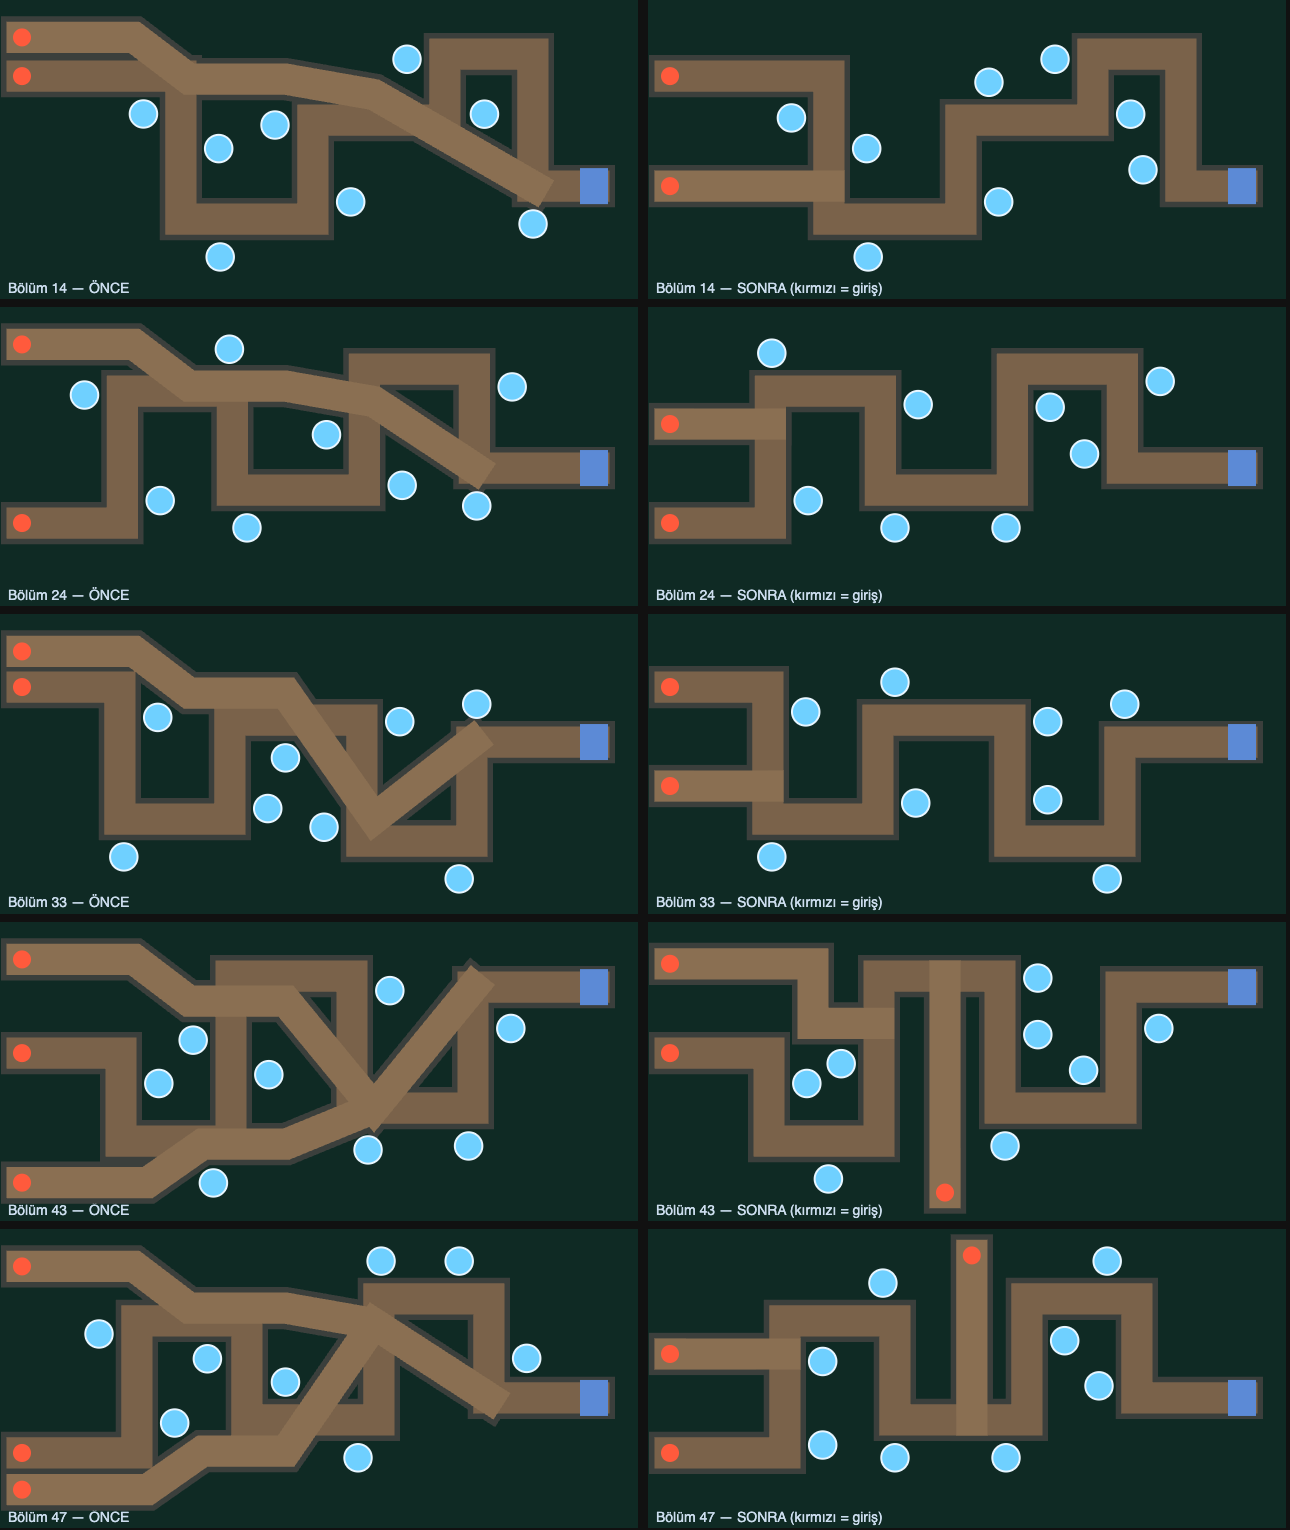 Bölüm 14 — ÖNCE
Bölüm 14 — SONRA (kırmızı = giriş)
Bölüm 24 — ÖNCE
Bölüm 24 — SONRA (kırmızı = giriş)
Bölüm 33 — ÖNCE
Bölüm 33 — SONRA (kırmızı = giriş)
Bölüm 43 — ÖNCE
Bölüm 43 — SONRA (kırmızı = giriş)
Bölüm 47 — ÖNCE
Bölüm 47 — SONRA (kırmızı = giriş)